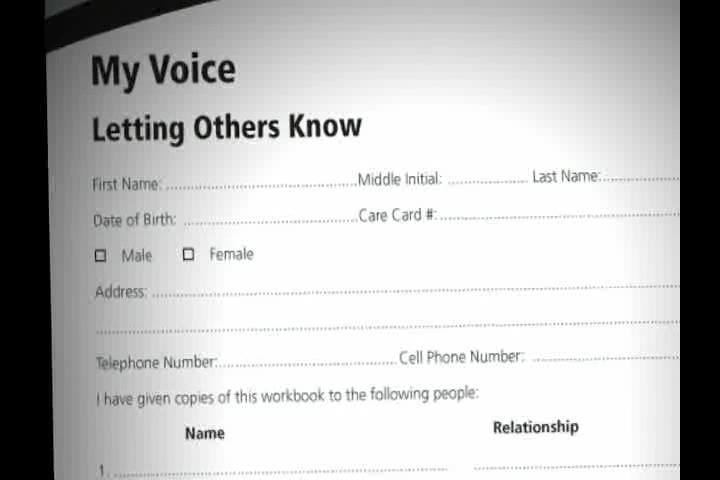 My Voice
Letting Others Know
First Name: Middle Initial: Last Name:
Date of Birth: Care Card #:
Male Female
Address:
Telephone Number: Cell Phone Number:
I have given copies of this workbook to the following people:
Name Relationship
1.